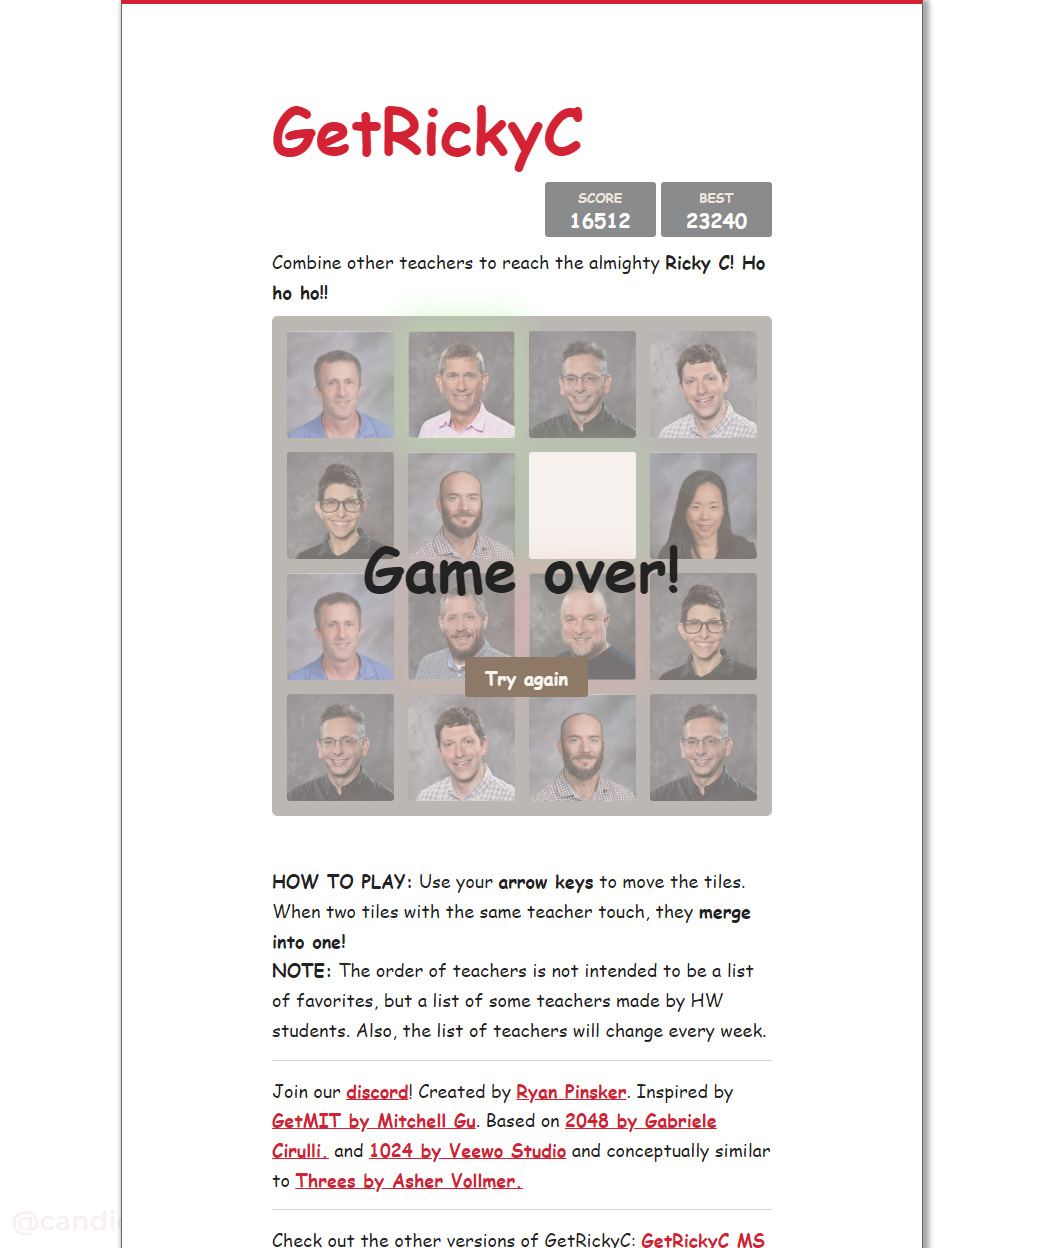 GetRickyC
SCORE
16512
BEST
23240
Combine other teachers to reach the almighty Ricky C! Ho
ho ho!!
Game over!
Try again
HOW TO PLAY: Use your arrow keys to move the tiles.
When two tiles with the same teacher touch, they merge
into one!
NOTE: The order of teachers is not intended to be a list
of favorites, but a list of some teachers made by HW
students. Also, the list of teachers will change every week.
Join our discord! Created by Ryan Pinsker. Inspired by
GetMIT by Mitchell Gu. Based on 2048 by Gabriele
Cirulli. and 1024 by Veewo Studio and conceptually similar
to Threes by Asher Vollmer.
Check out the other versions of GetRickyC: GetRickyC MS